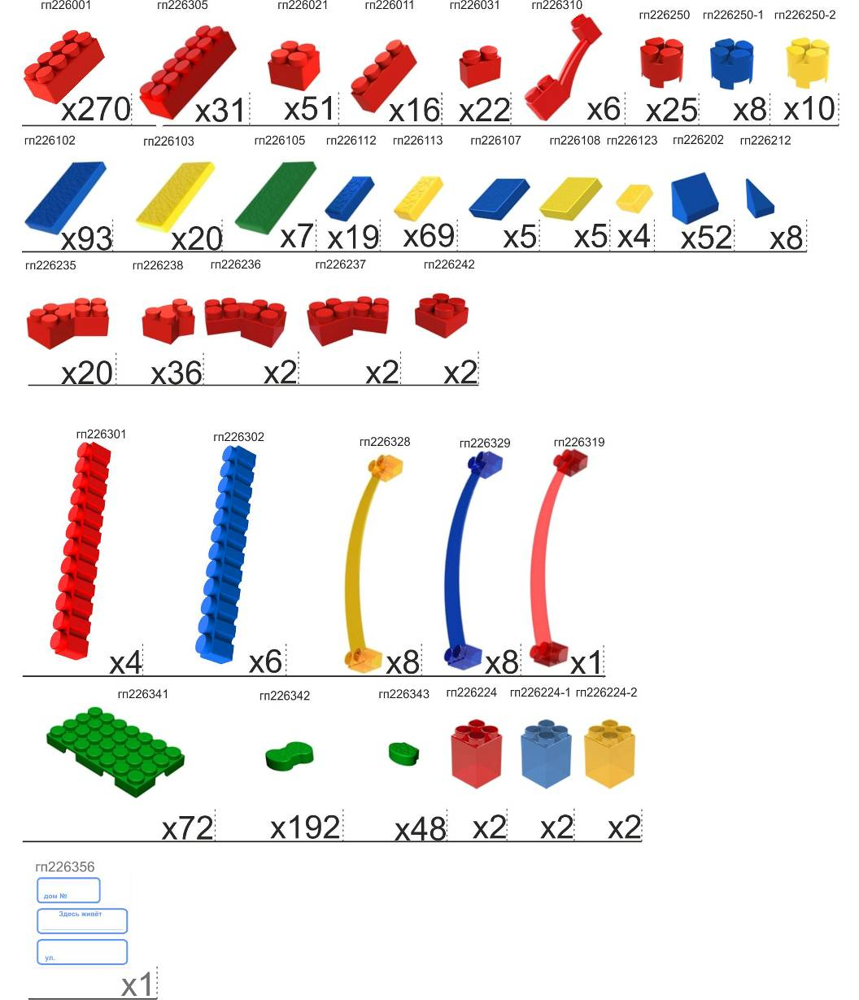 гп226001 гп226305 гп226021 гп226011 гп226031 гп226310 гп226250 гп226250-1 гп226250-2
x270 x31 x51 x16 x22 x6 x25 x8 x10
гп226102 гп226103 гп226105 гп226112 гп226113 гп226107 гп226108 гп226123 гп226202 гп226212
x93 x20 x7 x19 x69 x5 x5 x4 x52 x8
гп226235 гп226238 гп226236 гп226237 гп226242
x20 x36 x2 x2 x2
гп226301 гп226302 гп226328 гп226329 гп226319
x4 x6 x8 x8 x1
гп226341 гп226342 гп226343 гп226224 гп226224-1 гп226224-2
x72 x192 x48 x2 x2 x2
гп226356
дом №
Здесь живёт
ул.
x1